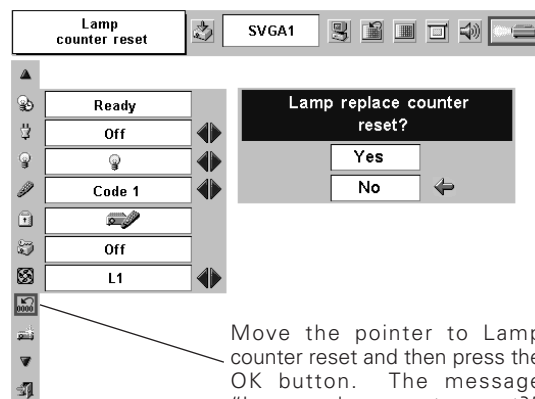 Lamp
counter reset
SVGA1
Ready
Off
Code 1
Off
L1
0000
Lamp replace counter
reset?
Yes
No
Move the pointer to Lamp
counter reset and then press the
OK button. The message